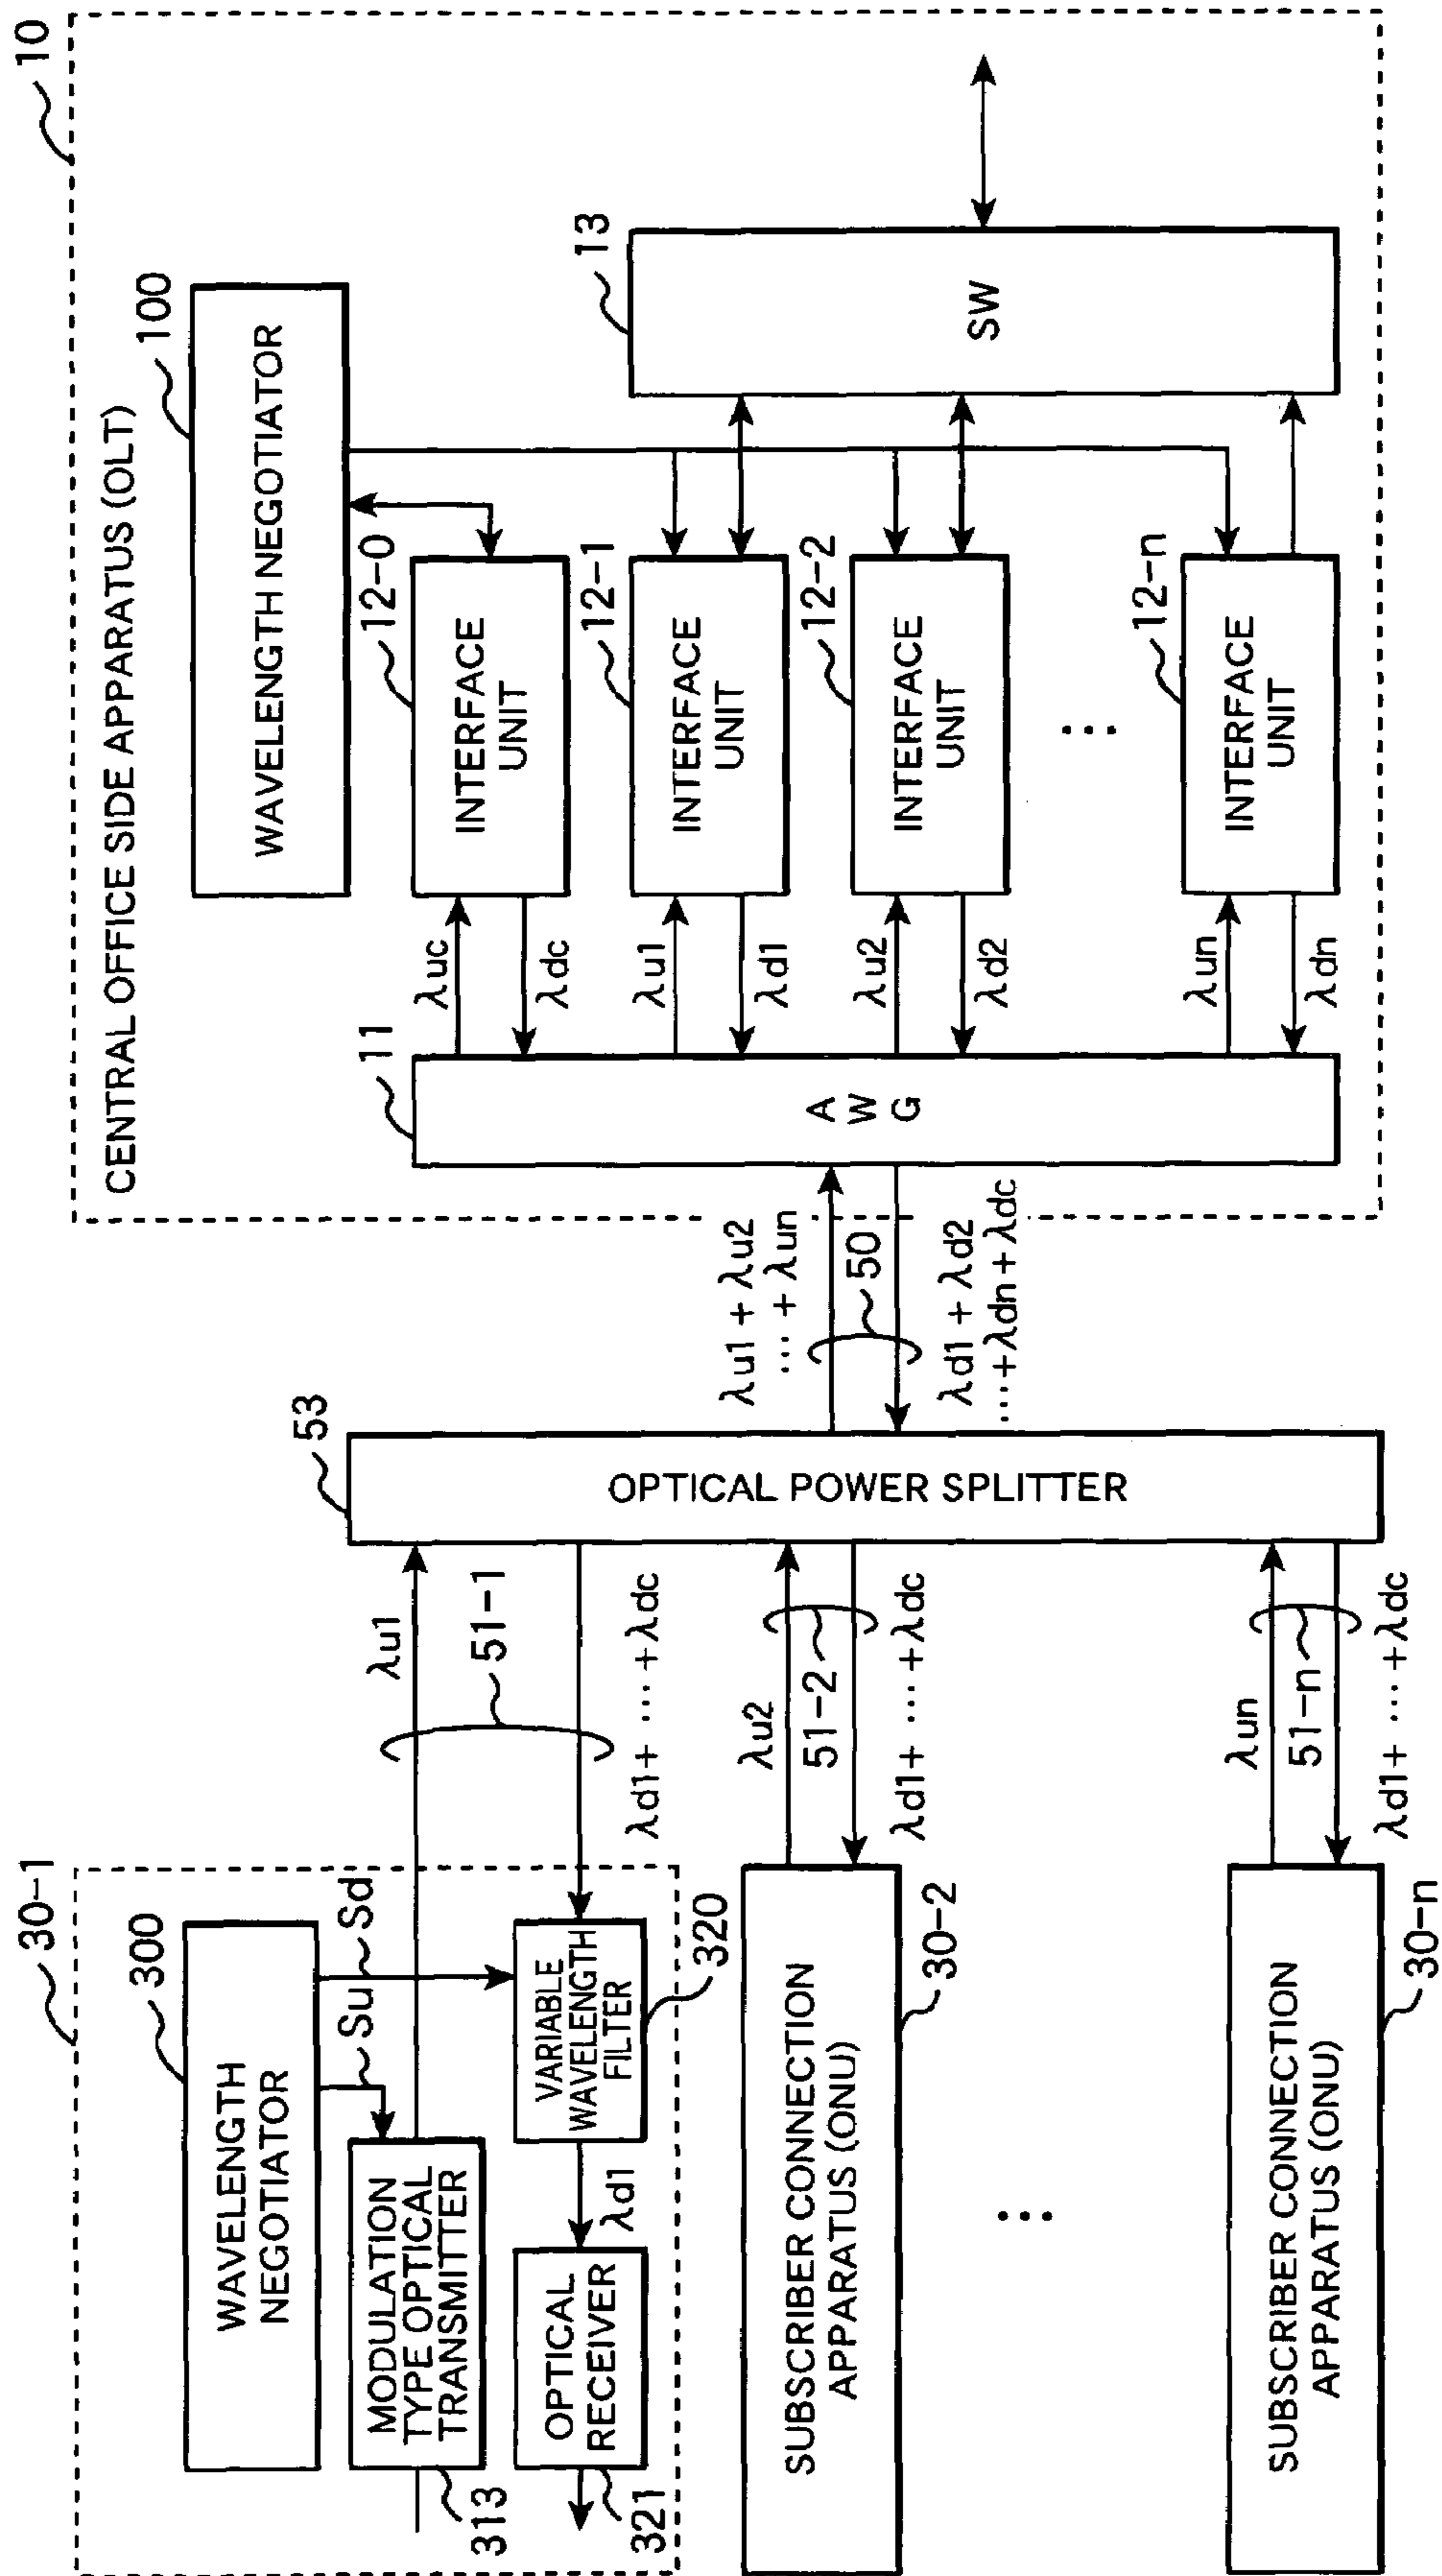 10
CENTRAL OFFICE SIDE APPARATUS (OLT)
100
WAVELENGTH NEGOTIATOR
12-0
INTERFACE
UNIT
12-1
INTERFACE
UNIT
12-2
INTERFACE
UNIT
...
12-n
INTERFACE
UNIT
13
SW
λuc
λdc
λu1
λd1
λu2
λd2
λun
λdn
11
A
W
G
λu1 + λu2
... + λun
50
λd1 + λd2
...+λdn+λdc
53
OPTICAL POWER SPLITTER
λu1
51-1
λd1+ ... +λdc
λu2
51-2
λd1+ ... +λdc
λun
51-n
λd1+ ... +λdc
30-1
300
WAVELENGTH
NEGOTIATOR
Su
Sd
MODULATION
TYPE OPTICAL
TRANSMITTER
313
VARIABLE
WAVELENGTH
FILTER
320
λd1
OPTICAL
RECEIVER
321
SUBSCRIBER CONNECTION
APPARATUS (ONU)
30-2
...
SUBSCRIBER CONNECTION
APPARATUS (ONU)
30-n